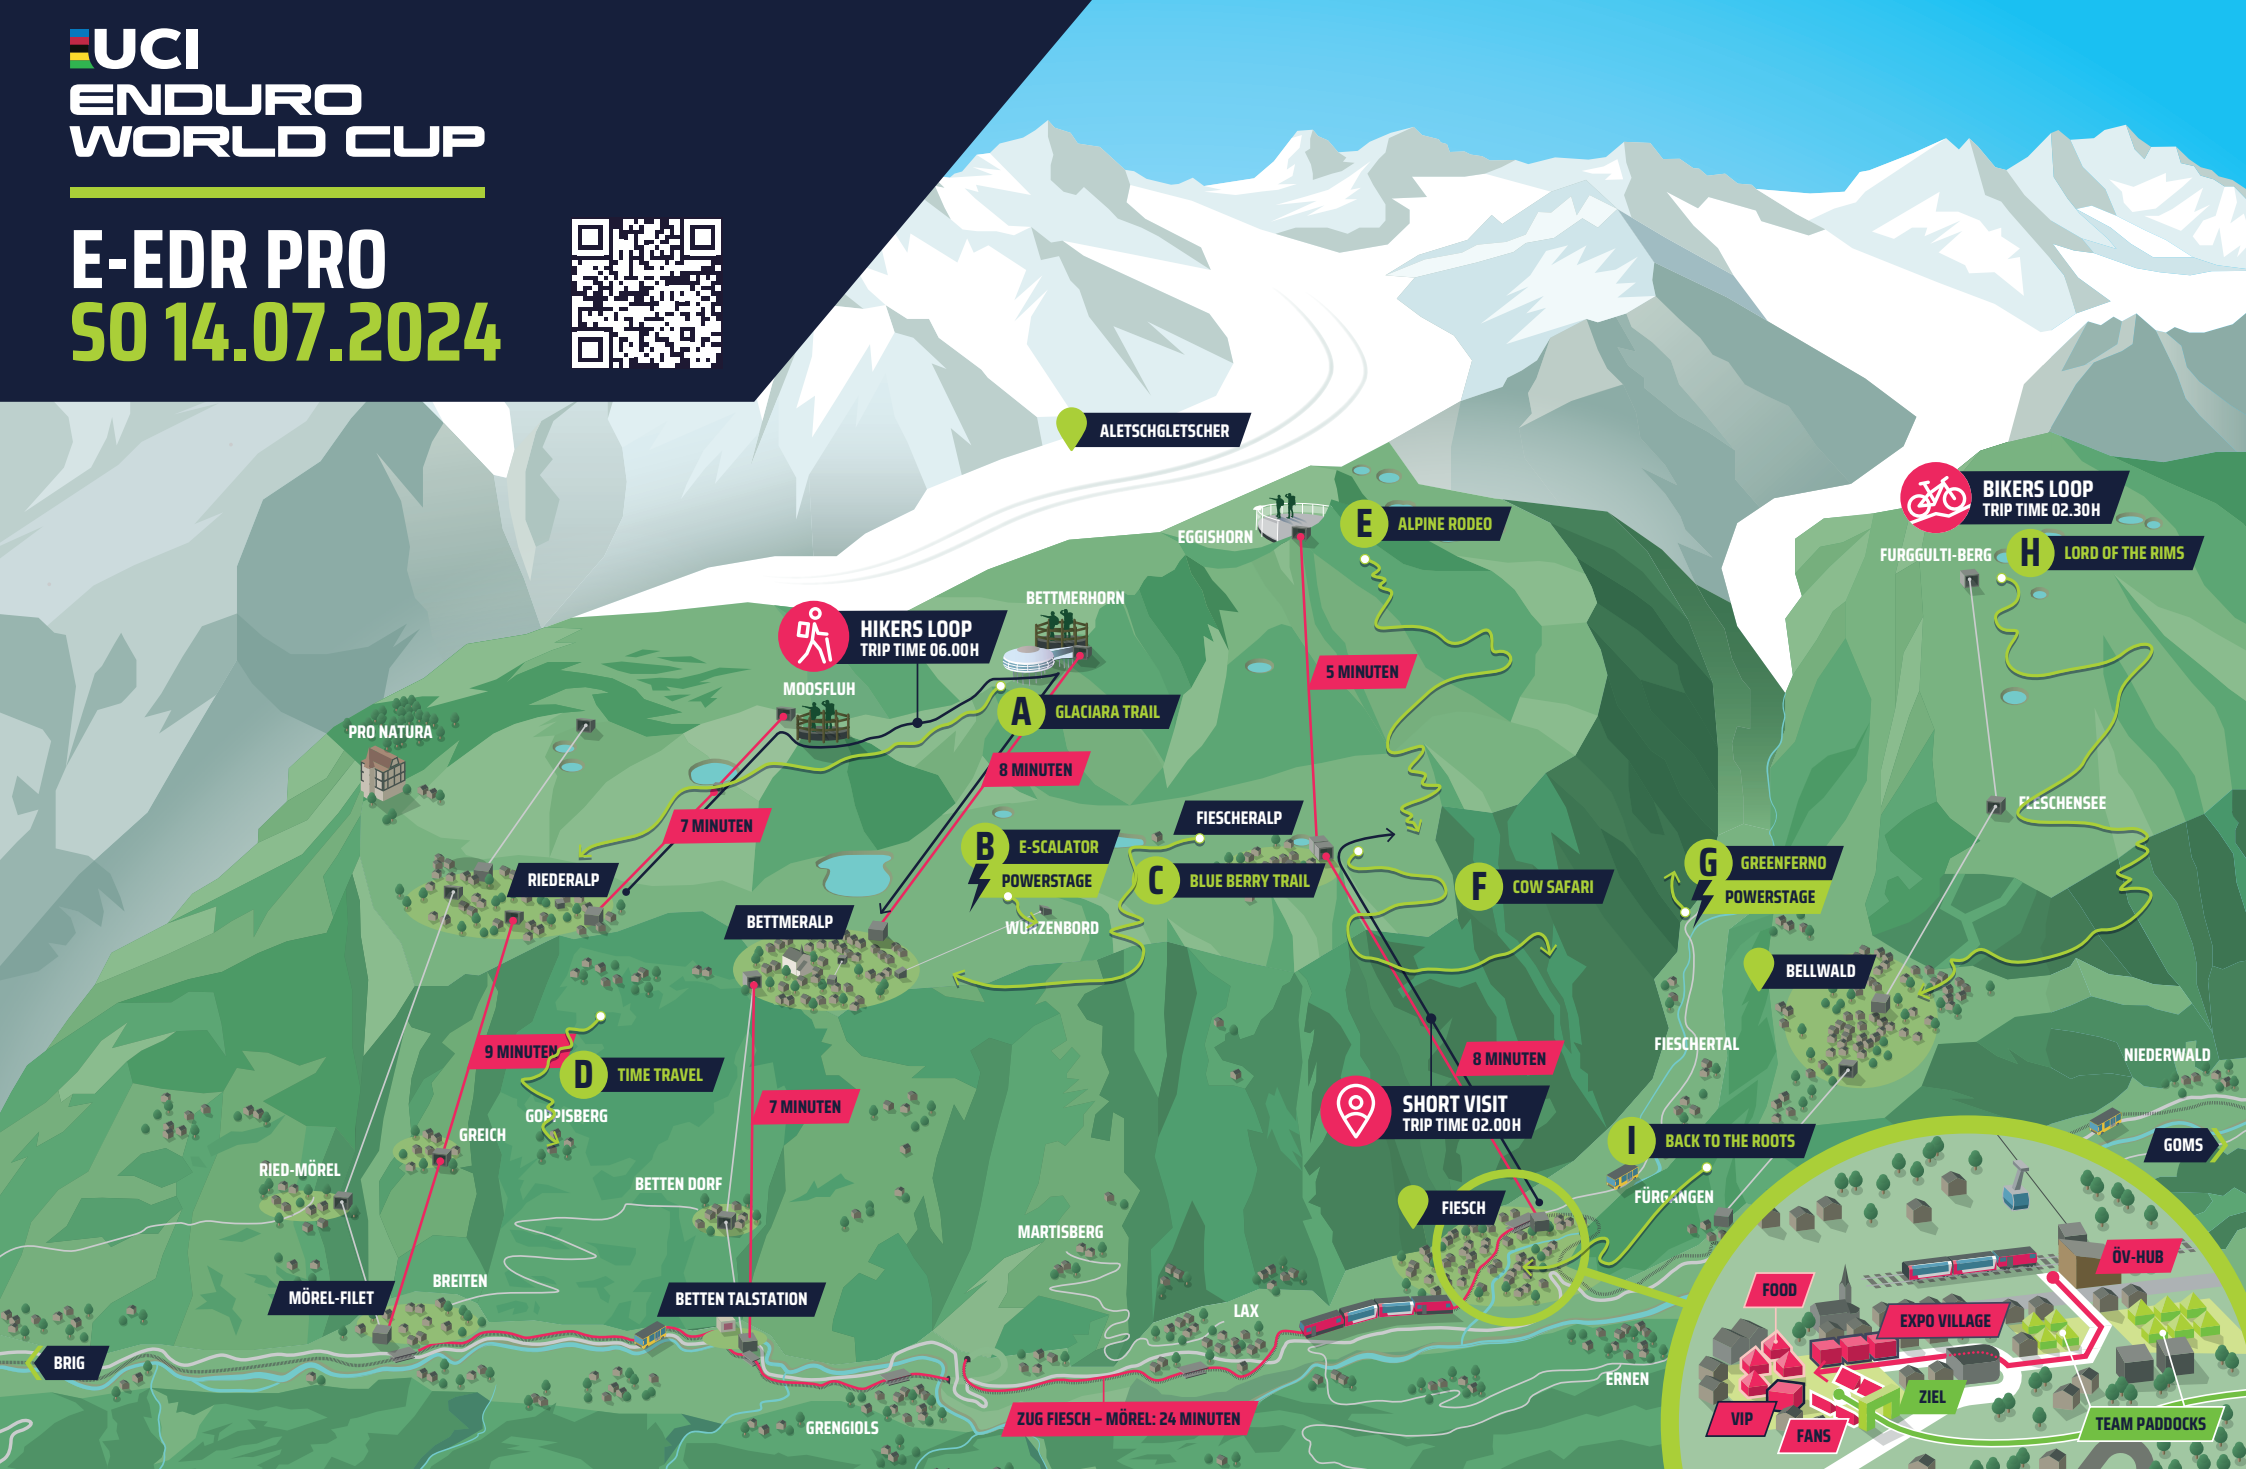 UCI
ENDURO
WORLD CUP
E-EDR PRO
SO 14.07.2024
ALETSCHGLETSCHER
EGGISHORN
E ALPINE RODEO
BIKERS LOOP
TRIP TIME 02.30H
FURGGULTI-BERG
H LORD OF THE RIMS
BETTMERHORN
HIKERS LOOP
TRIP TIME 06.00H
MOOSFLUH
5 MINUTEN
A GLACIARA TRAIL
PRO NATURA
8 MINUTEN
7 MINUTEN
FIESCHERALP
FLESCHENSEE
B E-SCALATOR
POWERSTAGE
C BLUE BERRY TRAIL
F COW SAFARI
G GREENFERNO
POWERSTAGE
RIEDERALP
BETTMERALP
WURZENBORD
BELLWALD
9 MINUTEN
D TIME TRAVEL
GOPPISBERG
GREICH
7 MINUTEN
8 MINUTEN
FIESCHERTAL
NIEDERWALD
SHORT VISIT
TRIP TIME 02.00H
I BACK TO THE ROOTS
GOMS
RIED-MÖREL
BETTEN DORF
FIESCH
FÜRGANGEN
MARTISBERG
MÖREL-FILET
BREITEN
BETTEN TALSTATION
LAX
BRIG
ERNEN
GRENGIOLS
ZUG FIESCH – MÖREL: 24 MINUTEN
ÖV-HUB
FOOD
EXPO VILLAGE
VIP
FANS
ZIEL
TEAM PADDOCKS